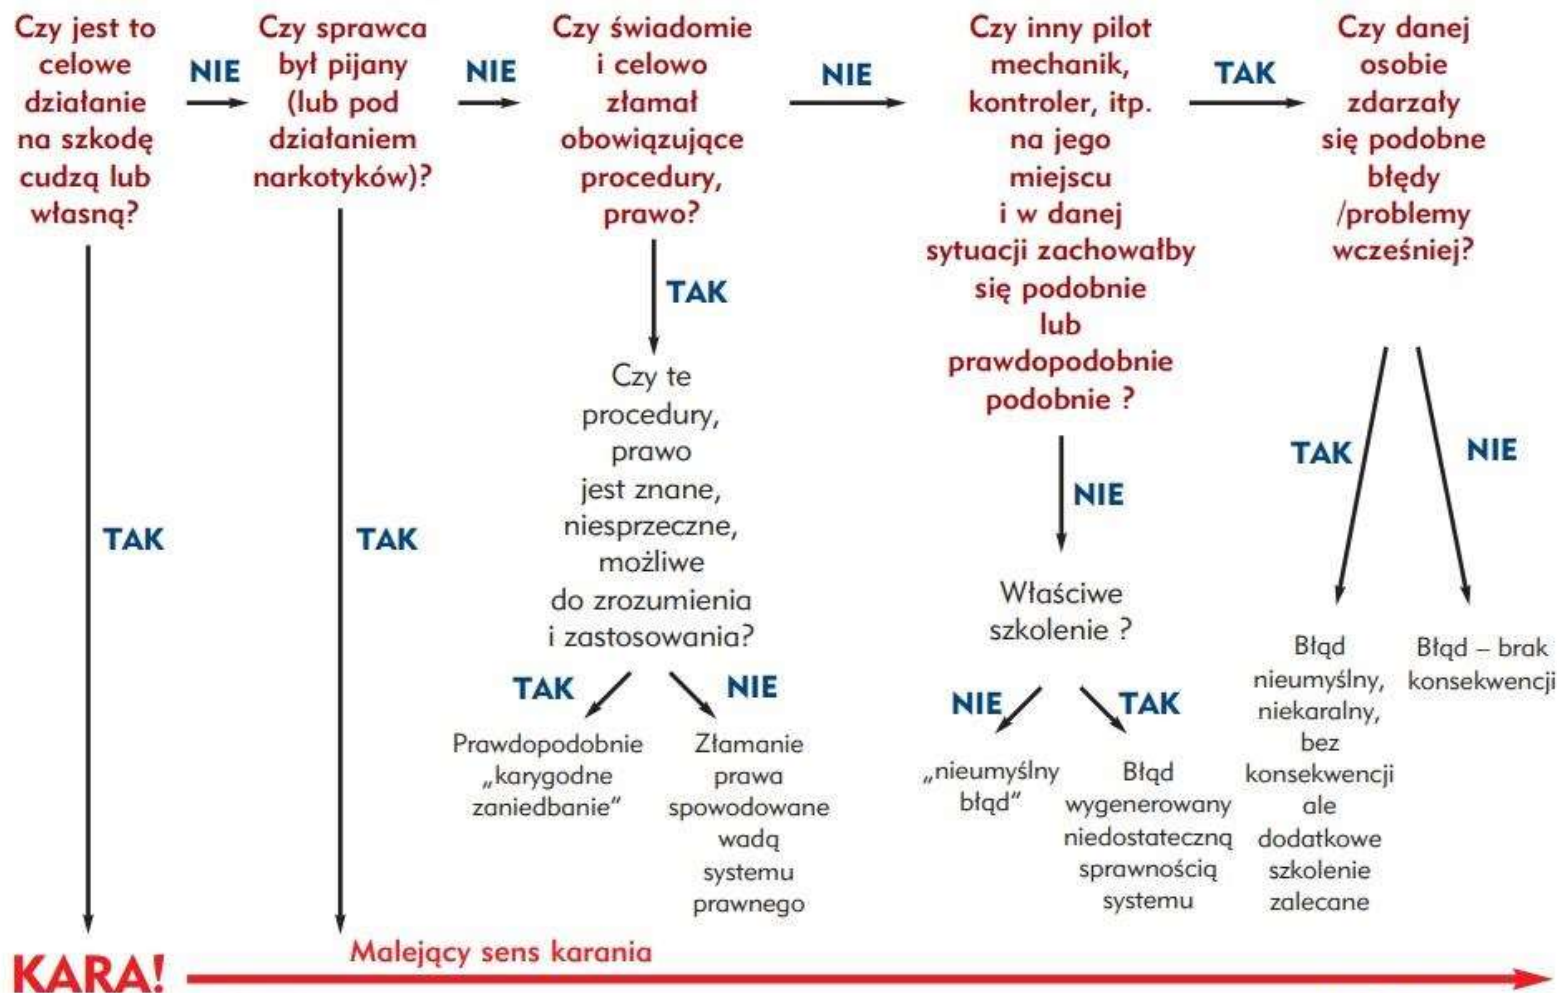 Czy jest to
celowe
działanie
na szkodę
cudzą lub
własną?
NIE
Czy sprawca
był pijany
(lub pod
działaniem
narkotyków)?
NIE
Czy świadomie
i celowo
złamał
obowiązujące
procedury,
prawo?
NIE
Czy inny pilot
mechanik,
kontroler, itp.
na jego
miejscu
i w danej
sytuacji zachowałby
się podobnie
lub
prawdopodobnie
podobnie ?
TAK
Czy danej
osobie
zdarzały
się podobne
błędy
/problemy
wcześniej?
TAK
TAK
TAK
Czy te
procedury,
prawo
jest znane,
niesprzeczne,
możliwe
do zrozumienia
i zastosowania?
TAK
NIE
Prawdopodobnie
„karygodne
zaniedbanie”
Złamanie
prawa
spowodowane
wadą
systemu
prawnego
NIE
Właściwe
szkolenie ?
NIE
TAK
„nieumyślny
błąd”
Błąd
wygenerowany
niedostateczną
sprawnością
systemu
TAK
NIE
Błąd
nieumyślny,
niekaralny,
bez
konsekwencji
ale
dodatkowe
szkolenie
zalecane
Błąd – brak
konsekwencji
KARA!
Malejący sens karania